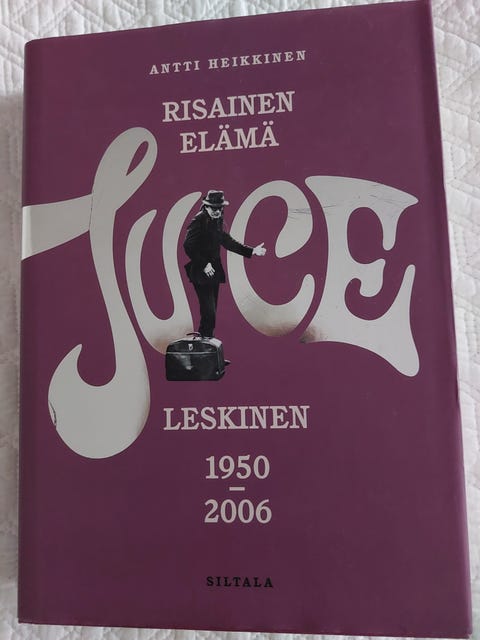 ANTTI HEIKKINEN
RISAINEN
ELÄMÄ
JUICE
LESKINEN
1950
–
2006
SILTALA